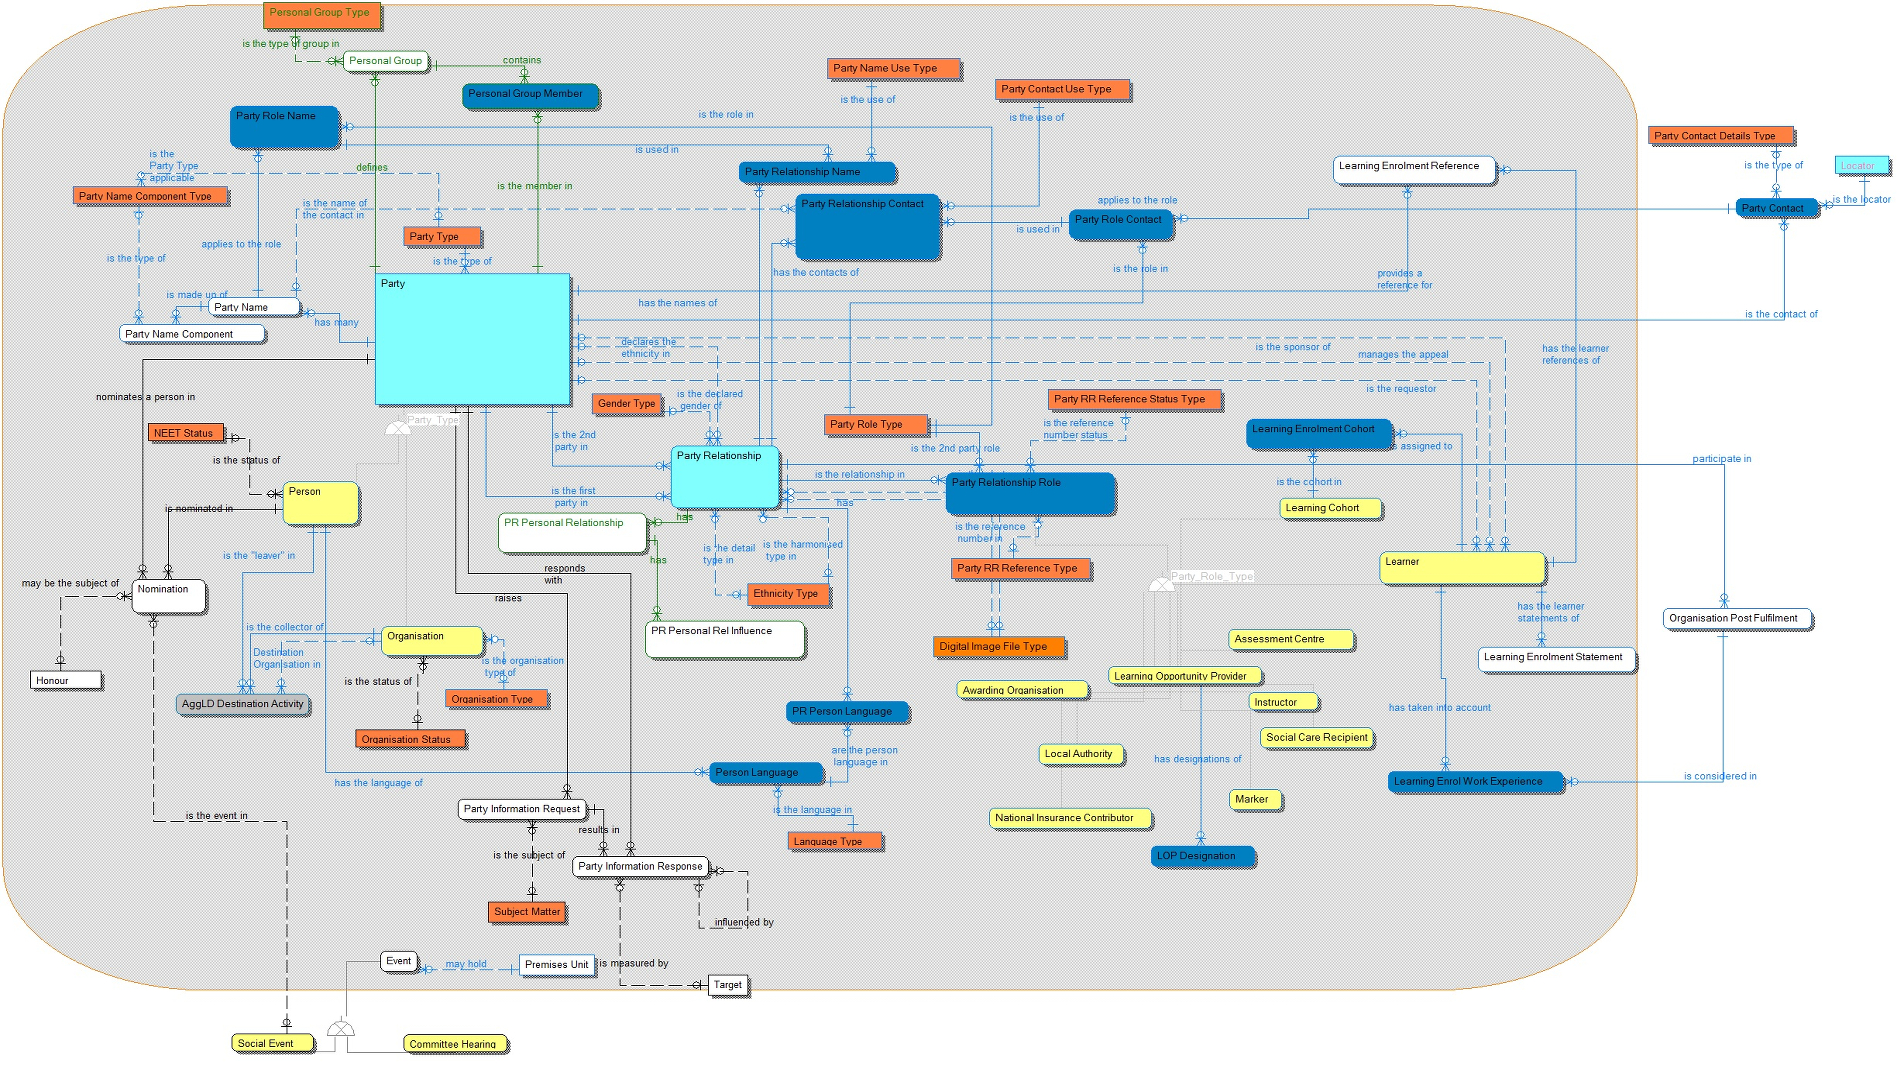 Personal Group Type
is the type of group in
Personal Group
contains
Personal Group Member
Party Name Use Type
Party Contact Use Type
is the use of
is the use of
Party Role Name
is the role in
is used in
Party Contact Details Type
Locator
is the type of
is the
Party Type
applicable
defines
is the member in
Party Relationship Name
Learning Enrolment Reference
Party Name Component Type
is the name of
the contact in
Party Relationship Contact
applies to the role
Party Role Contact
is used in
Party Contact
is the locator
Party Type
applies to the role
is the type of
is the type of
has the contacts of
is the role in
provides a
reference for
Party
is made up of
Party Name
has many
Party Name Component
has the names of
is the contact of
declares the
ethnicity in
is the sponsor of
manages the appeal
has the learner
references of
is the requestor
nominates a person in
Gender Type
is the declared
gender of
Party RR Reference Status Type
Party_Type
NEET Status
is the status of
Party Role Type
is the reference
number status
Learning Enrolment Cohort
is assigned to
is the 2nd
party in
is the 2nd party role
Party Relationship
participate in
is the relationship in
Party Relationship Role
is the cohort in
Person
is the first
party in
has
is nominated in
Learning Cohort
PR Personal Relationship
has
is the reference
number in
is the "leaver" in
is the detail
type in
is the harmonised
type in
has
Learner
responds
with
Party RR Reference Type
Party_Role_Type
may be the subject of
Nomination
raises
Ethnicity Type
has the learner
statements of
Organisation Post Fulfilment
is the collector of
Organisation
PR Personal Rel Influence
Digital Image File Type
Assessment Centre
Learning Enrolment Statement
Destination
Organisation in
is the organisation
type of
Honour
is the status of
Learning Opportunity Provider
Awarding Organisation
Organisation Type
AggLD Destination Activity
Instructor
has taken into account
PR Person Language
Organisation Status
Social Care Recipient
are the person
language in
Local Authority
has designations of
Person Language
has the language of
Learning Enrol Work Experience
is considered in
Marker
Party Information Request
is the language in
is the event in
National Insurance Contributor
results in
Language Type
is the subject of
Party Information Response
LOP Designation
Subject Matter
influenced by
Event
may hold
Premises Unit
is measured by
Target
Social Event
Committee Hearing